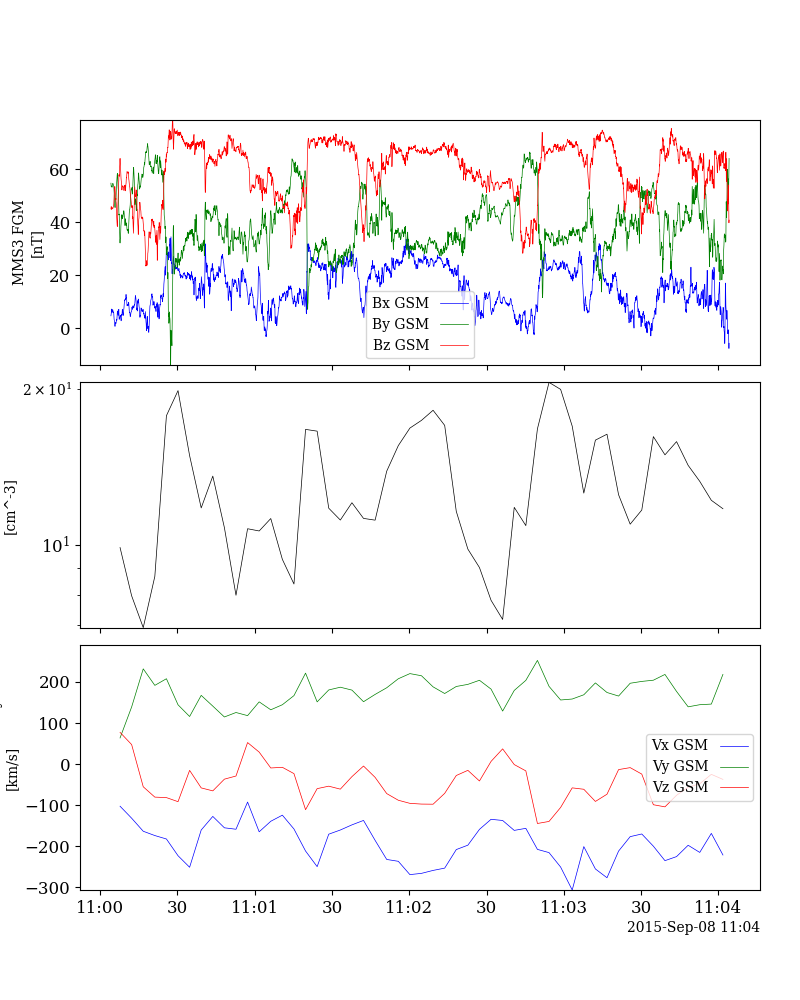 MMS3 FGM
[nT]
60
40
20
0
Bx GSM
By GSM
Bz GSM
2×10¹
10¹
[cm^-3]
200
100
0
−100
−200
−300
[km/s]
Vx GSM
Vy GSM
Vz GSM
11:00
30
11:01
30
11:02
30
11:03
30
11:04
2015-Sep-08 11:04